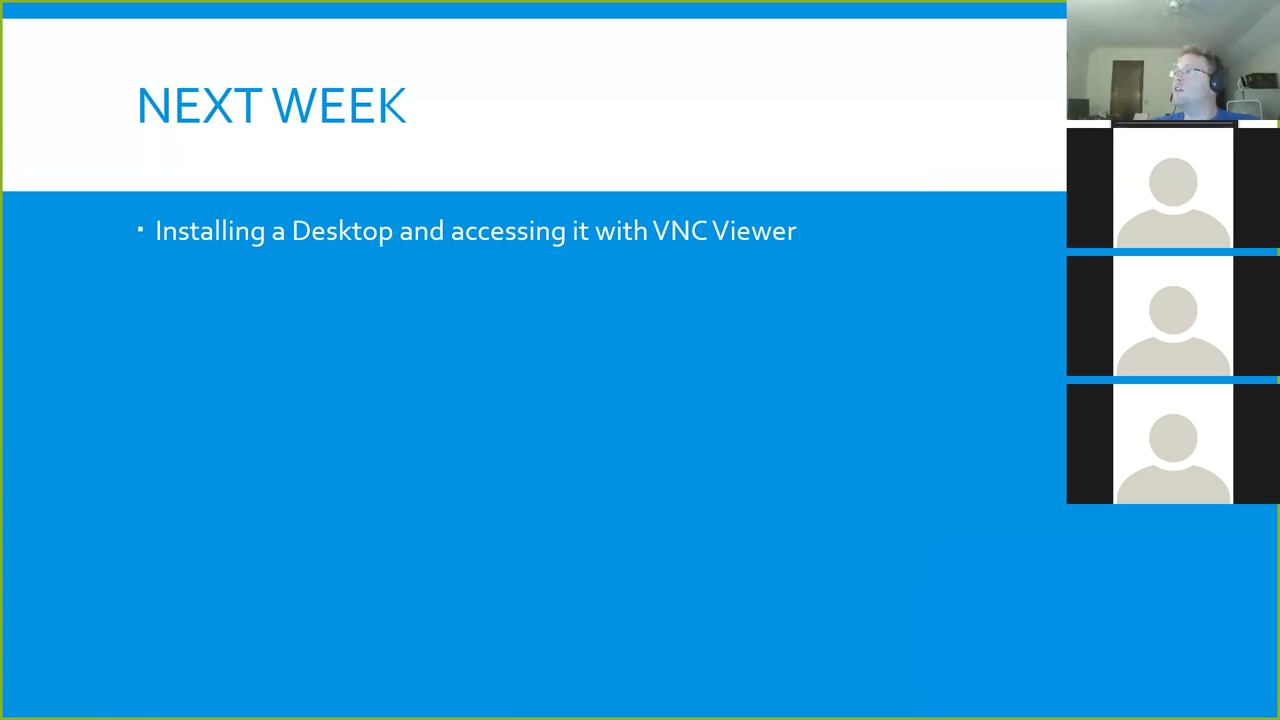 NEXT WEEK
▪ Installing a Desktop and accessing it with VNC Viewer